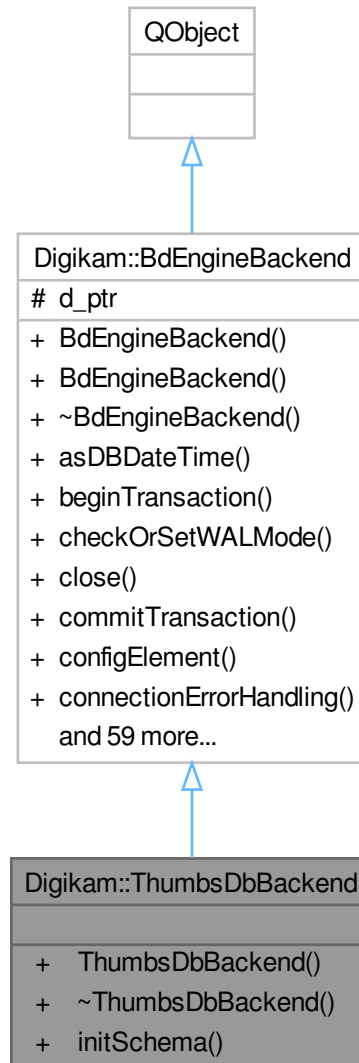 QObject
Digikam::BdEngineBackend
# d_ptr
+ BdEngineBackend()
+ BdEngineBackend()
+ ~BdEngineBackend()
+ asDBDateTime()
+ beginTransaction()
+ checkOrSetWALMode()
+ close()
+ commitTransaction()
+ configElement()
+ connectionErrorHandling()
and 59 more...
Digikam::ThumbsDbBackend
+ ThumbsDbBackend()
+ ~ThumbsDbBackend()
+ initSchema()